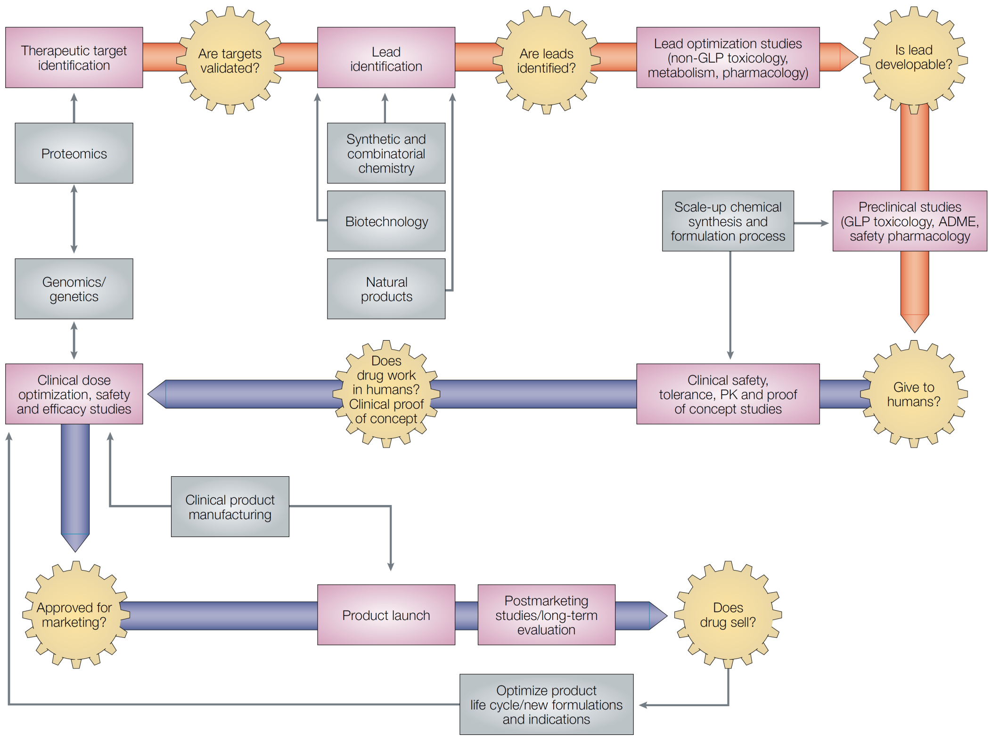 Therapeutic target
identification
Are targets
validated?
Lead
identification
Are leads
identified?
Lead optimization studies
(non-GLP toxicology,
metabolism, pharmacology)
Is lead
developable?
Proteomics
Synthetic and
combinatorial
chemistry
Biotechnology
Scale-up chemical
synthesis and
formulation process
Preclinical studies
(GLP toxicology, ADME,
safety pharmacology
Genomics/
genetics
Natural
products
Clinical dose
optimization, safety
and efficacy studies
Does
drug work
in humans?
Clinical proof
of concept
Clinical safety,
tolerance, PK and proof
of concept studies
Give to
humans?
Clinical product
manufacturing
Approved for
marketing?
Product launch
Postmarketing
studies/long-term
evaluation
Does
drug sell?
Optimize product
life cycle/new formulations
and indications